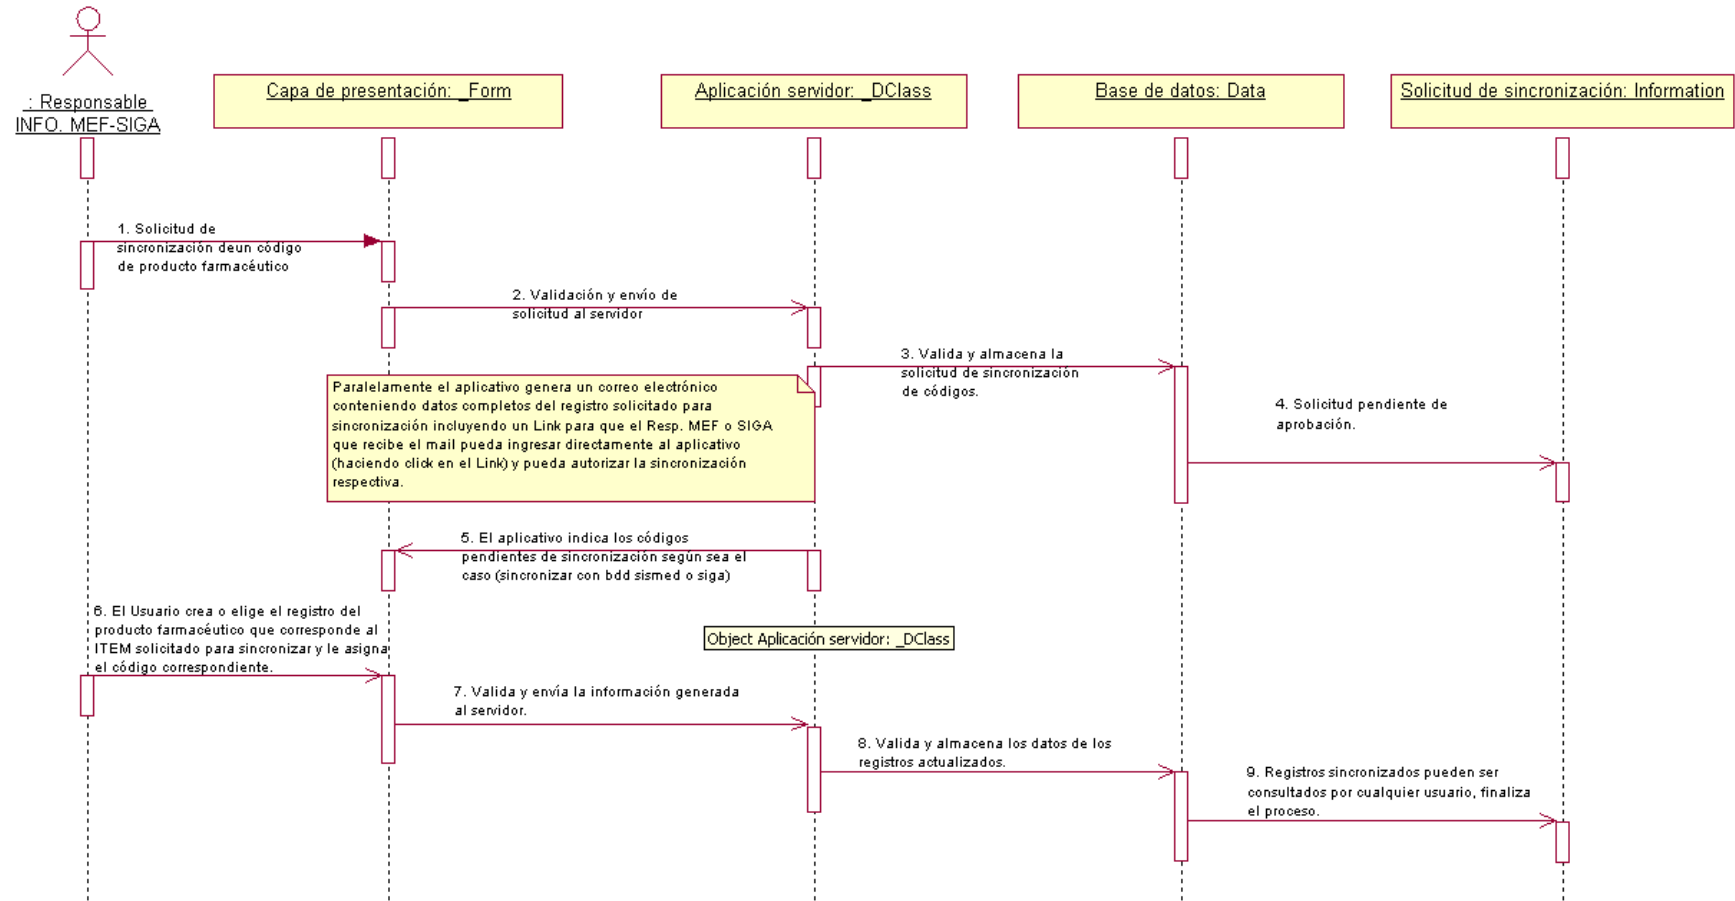 : Responsable
INFO. MEF-SIGA
Capa de presentación: _Form
Aplicación servidor: _DClass
Base de datos: Data
Solicitud de sincronización: Information
1. Solicitud de
sincronización deun código
de producto farmacéutico
2. Validación y envío de
solicitud al servidor
3. Valida y almacena la
solicitud de sincronización
de códigos.
4. Solicitud pendiente de
aprobación.
Paralelamente el aplicativo genera un correo electrónico
conteniendo datos completos del registro solicitado para
sincronización incluyendo un Link para que el Resp. MEF o SIGA
que recibe el mail pueda ingresar directamente al aplicativo
(haciendo click en el Link) y pueda autorizar la sincronización
respectiva.
5. El aplicativo indica los códigos
pendientes de sincronización según sea el
caso (sincronizar con bdd sismed o siga)
6. El Usuario crea o elige el registro del
producto farmacéutico que corresponde al
ITEM solicitado para sincronizar y le asigna
el código correspondiente.
Object Aplicación servidor: _DClass
7. Valida y envía la información generada
al servidor.
8. Valida y almacena los datos de los
registros actualizados.
9. Registros sincronizados pueden ser
consultados por cualquier usuario, finaliza
el proceso.